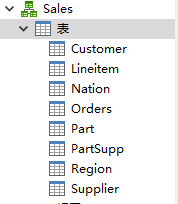 Sales
表
Customer
Lineitem
Nation
Orders
Part
PartSupp
Region
Supplier